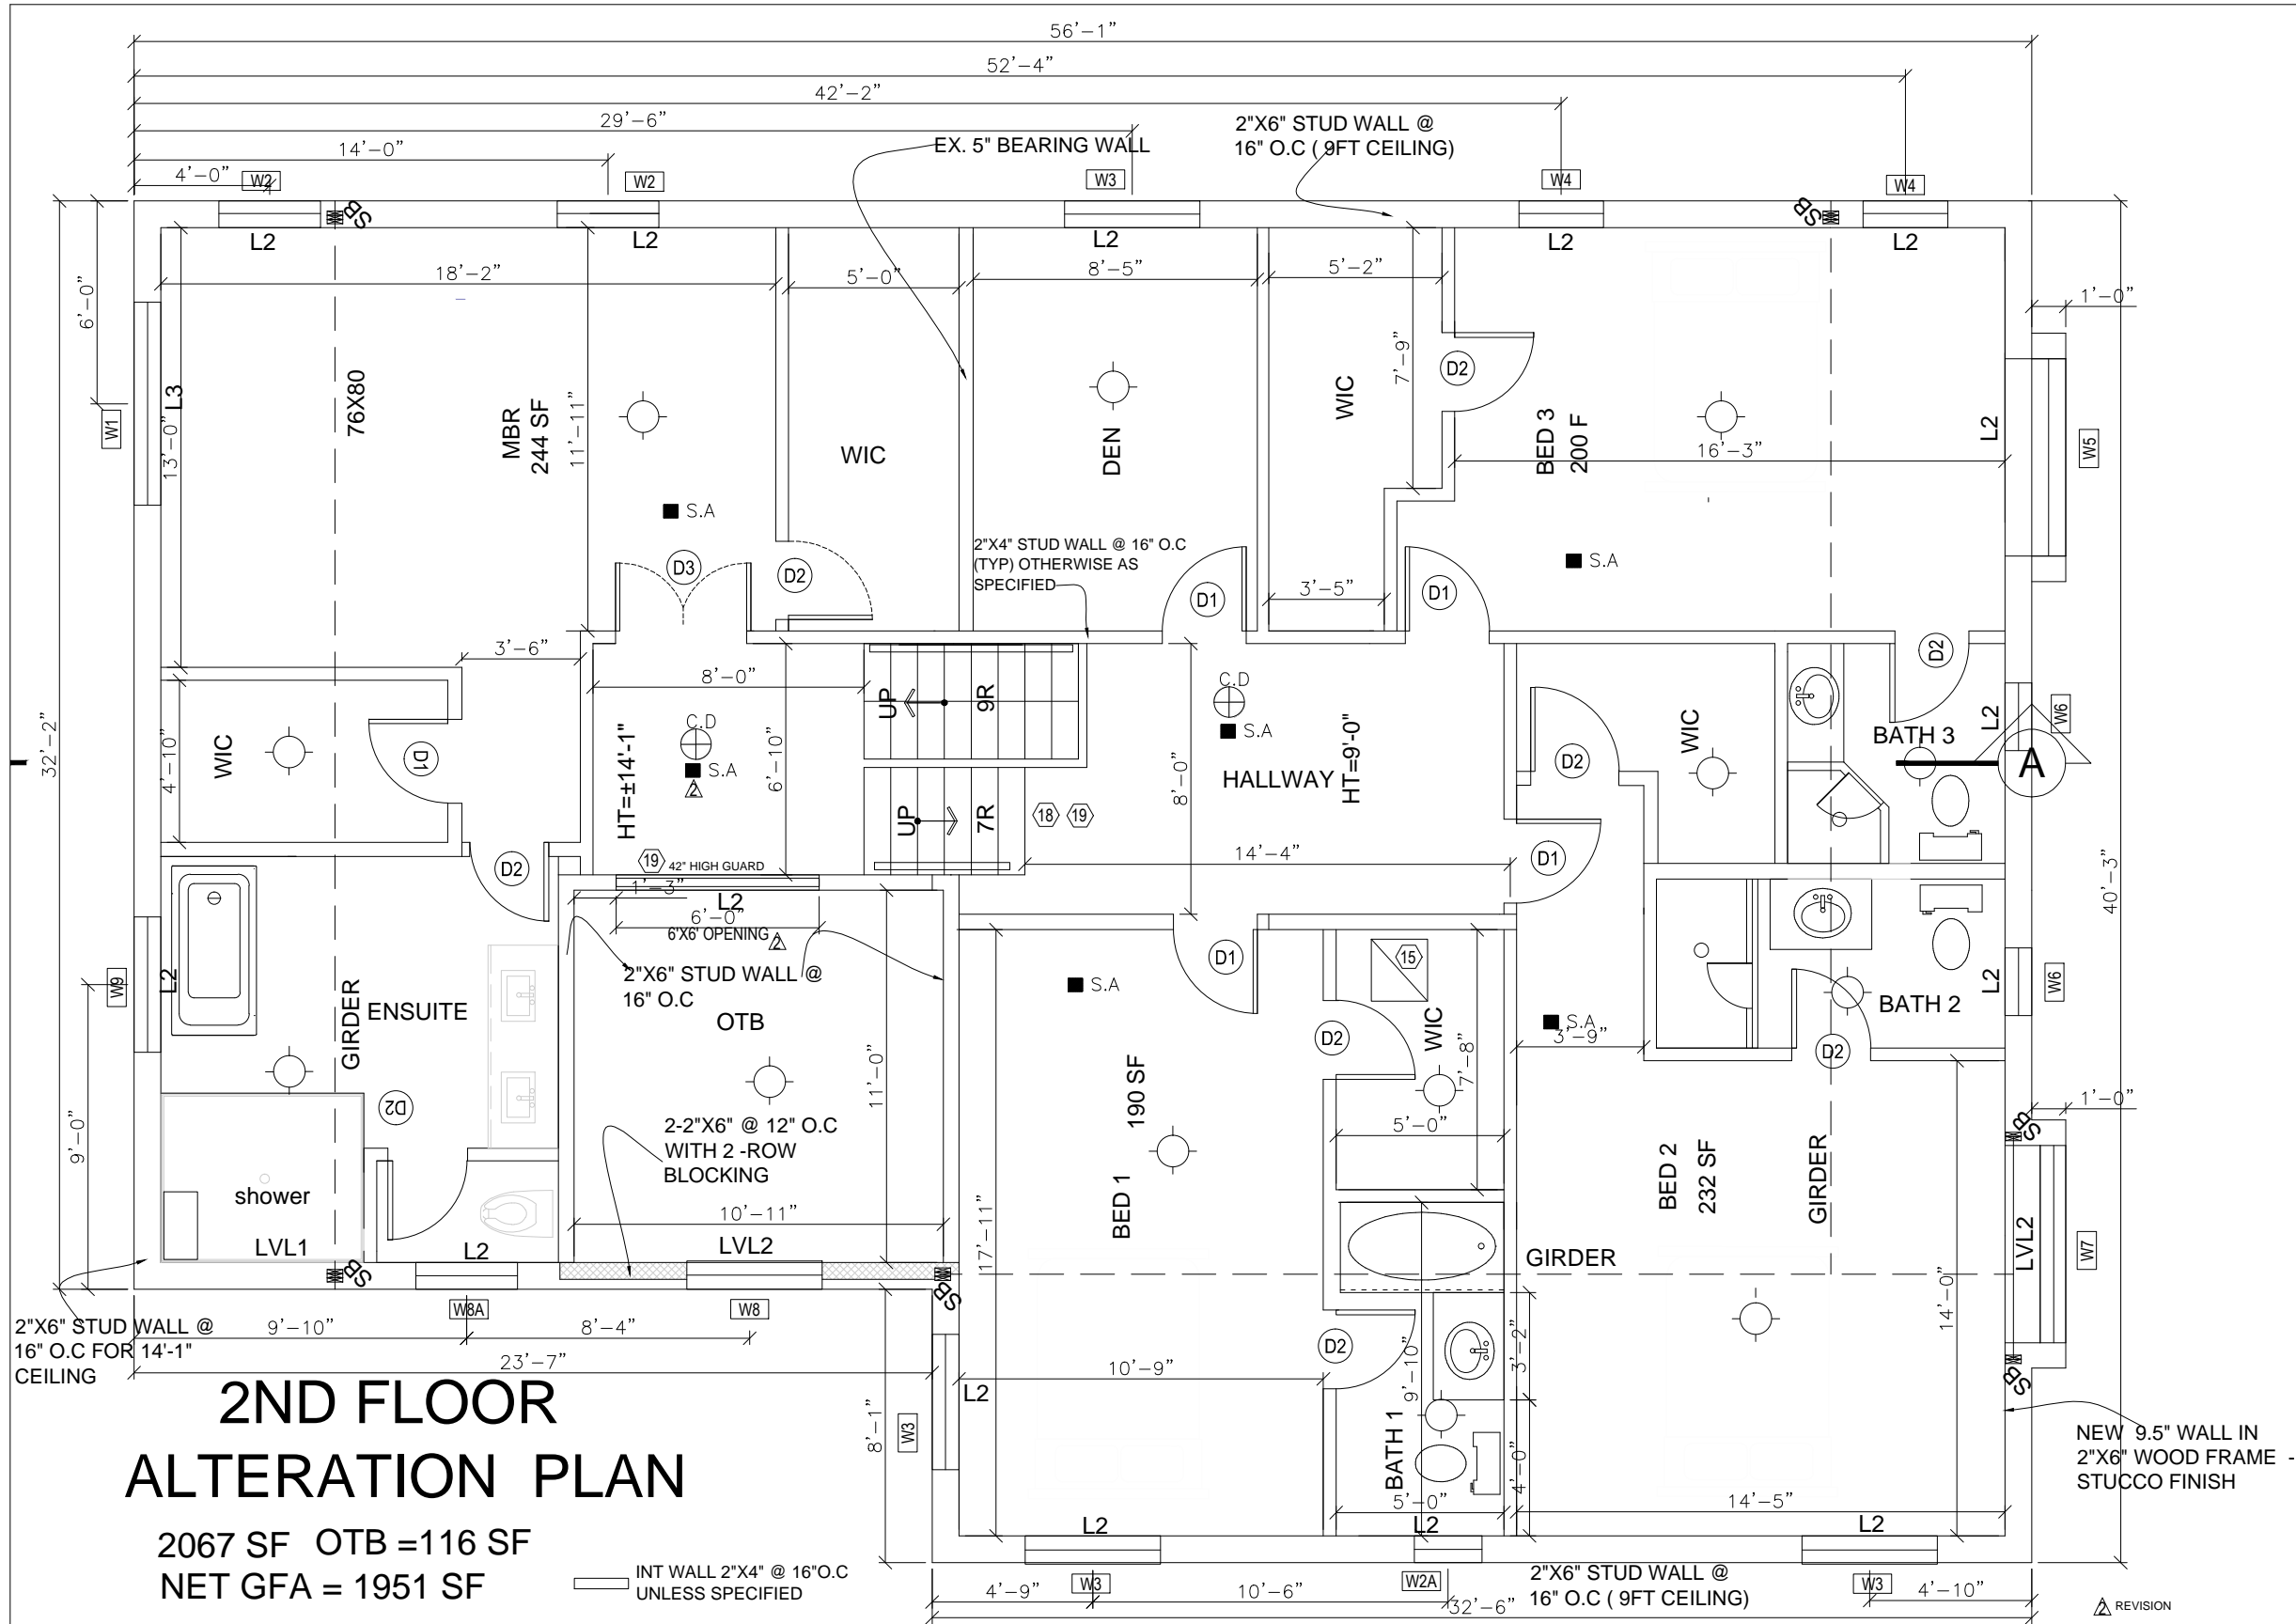 56'-1"
52'-4"
42'-2"
29'-6"
14'-0"
4'-0"
EX. 5" BEARING WALL
2"X6" STUD WALL @
16" O.C ( 9FT CEILING)
W2
W2
W3
W4
W4
SB
SB
L2
L2
L2
L2
L2
18'-2"
5'-0"
8'-5"
5'-2"
6'-0"
1'-0"
W1
L3
13'-0"
76X80
MBR
244 SF
11'-11"
WIC
DEN
WIC
7'-9"
D2
BED 3
200 F
16'-3"
L2
W5
S.A
S.A
D3
D2
2"X4" STUD WALL @ 16" O.C
(TYP) OTHERWISE AS
SPECIFIED
D1
3'-5"
D1
3'-6"
8'-0"
UP
9R
C.D
S.A
HALLWAY
HT=9'-0"
8'-0"
D2
WIC
D2
BATH 3
L2
W6
A
32'-2"
4'-10"
WIC
D1
HT=±14'-1"
C.D
S.A
2
6'-10"
UP
7R
18
19
14'-4"
D1
40'-3"
D2
19
42" HIGH GUARD
1'-3"
L2
6'-0"
6'X6' OPENING
2
2"X6" STUD WALL @
16" O.C
OTB
W9
L2
GIRDER
ENSUITE
D2
11'-0"
D1
S.A
15
D2
WIC
7'-8"
S.A
3'-9"
BATH 2
D2
L2
W6
1'-0"
SB
9'-0"
2-2"X6" @ 12" O.C
WITH 2 -ROW
BLOCKING
190 SF
BED 1
5'-0"
BED 2
232 SF
GIRDER
shower
LVL1
SB
L2
10'-11"
LVL2
SB
17'-11"
GIRDER
14'-0"
LVL2
W7
SB
W8A
W8
2"X6" STUD WALL @
16" O.C FOR 14'-1"
CEILING
9'-10"
8'-4"
23'-7"
8'-1"
W3
L2
10'-9"
D2
9'-10"
3'-2"
BATH 1
4'-0"
5'-0"
14'-5"
NEW 9.5" WALL IN
2"X6" WOOD FRAME -
STUCCO FINISH
2ND FLOOR
ALTERATION PLAN
2067 SF OTB =116 SF
NET GFA = 1951 SF
INT WALL 2"X4" @ 16"O.C
UNLESS SPECIFIED
L2
L2
L2
4'-9"
W3
10'-6"
W2A
2"X6" STUD WALL @
16" O.C ( 9FT CEILING)
32'-6"
W3
4'-10"
2 REVISION